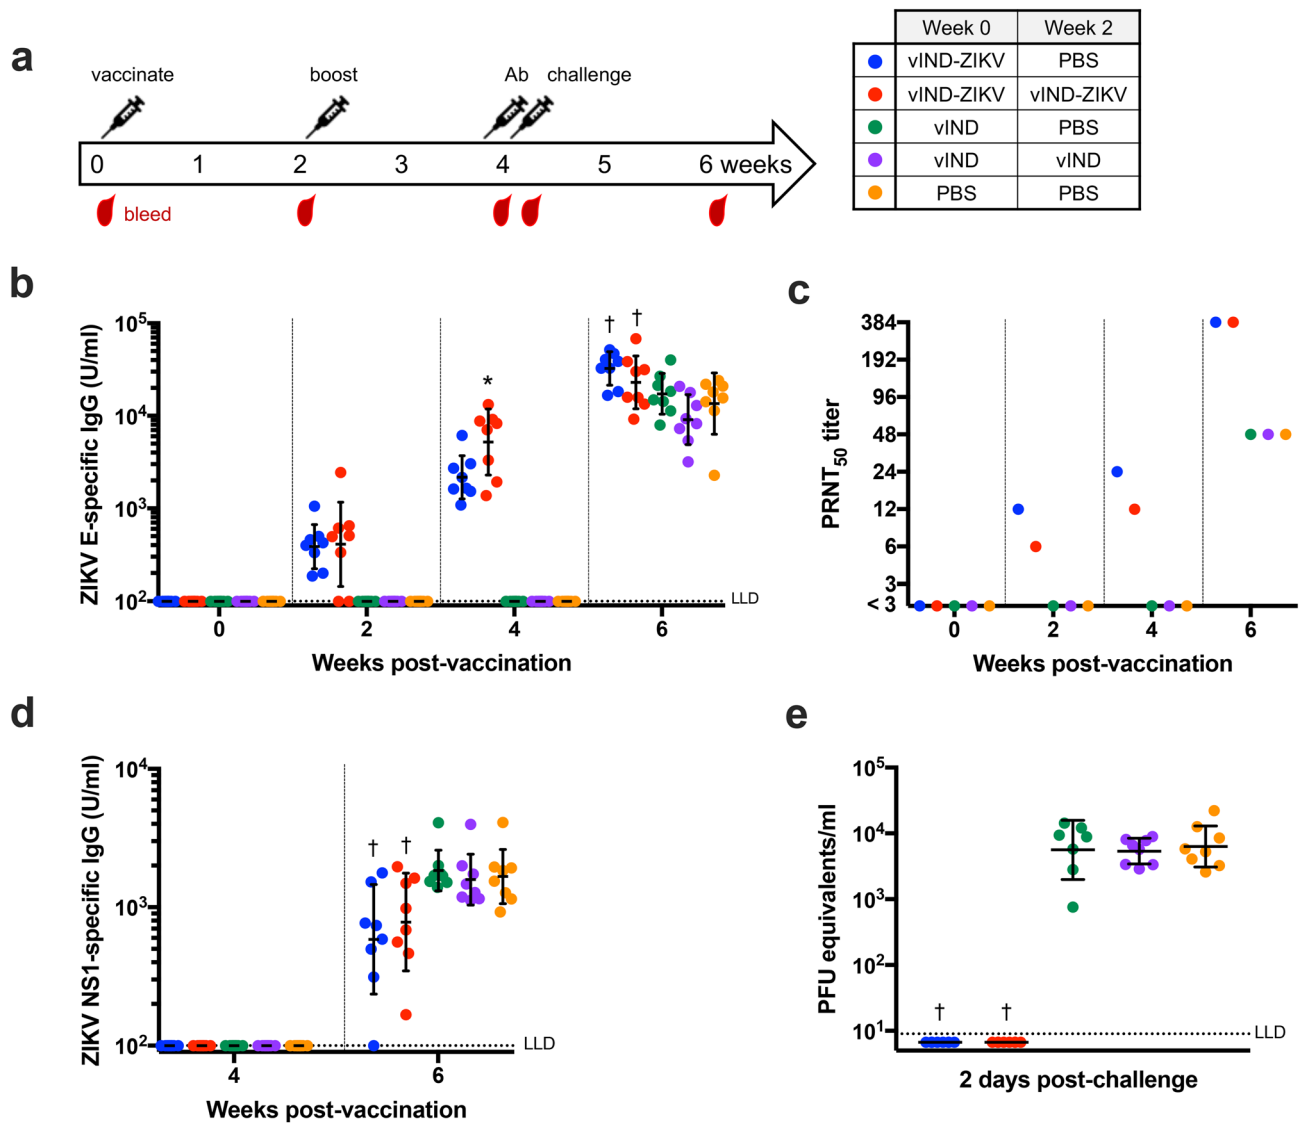 a
vaccinate boost Ab challenge
0 1 2 3 4 5 6 weeks
bleed
Week 0 Week 2
vIND-ZIKV PBS
vIND-ZIKV vIND-ZIKV
vIND PBS
vIND vIND
PBS PBS
b
ZIKV E-specific IgG (U/ml)
10⁵
10⁴
10³
10²
† †
*
LLD
0 2 4 6
Weeks post-vaccination
c
PRNT₅₀ titer
384
192
96
48
24
12
6
3
< 3
0 2 4 6
Weeks post-vaccination
d
ZIKV NS1-specific IgG (U/ml)
10⁴
10³
10²
† †
LLD
4 6
Weeks post-vaccination
e
PFU equivalents/ml
10⁵
10⁴
10³
10²
10¹
† †
LLD
2 days post-challenge